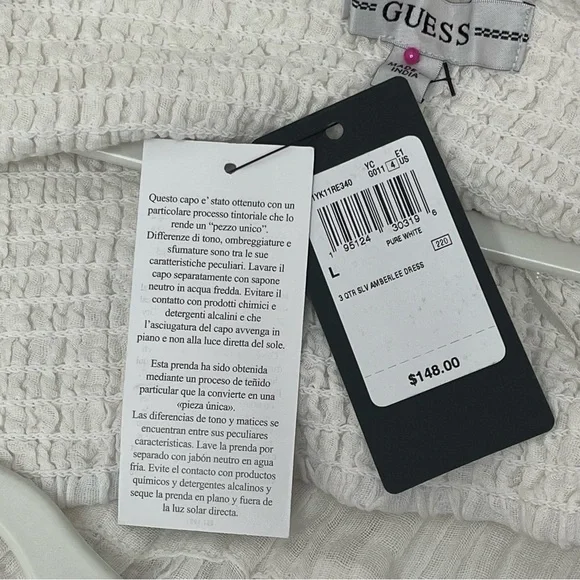 GUESS
MADE IN
INDIA
Questo capo e' stato ottenuto con un
particolare processo tintoriale che lo
rende un “pezzo unico”.
Differenze di tono, ombreggiature e
sfumature sono tra le sue
caratteristiche peculiari. Lavare il
capo separatamente con sapone
neutro in acqua fredda. Evitare il
contatto con prodotti chimici e
detergenti alcalini e che
l’asciugatura del capo avvenga in
piano e non alla luce diretta del sole.
Esta prenda ha sido obtenida
mediante un proceso de teñido
particular que la convierte en una
«pieza única».
Las diferencias de tono y matices se
encuentran entre sus peculiares
características. Lave la prenda por
separado con jabón neutro en agua
fría. Evite el contacto con productos
químicos y detergentes alcalinos y
seque la prenda en plano y fuera de
la luz solar directa.
YC E1
1YK11RE340 G011 4 US
1 95124 30319 6
PURE WHITE
L 220
3 QTR SLV AMBERLEE DRESS
$148.00